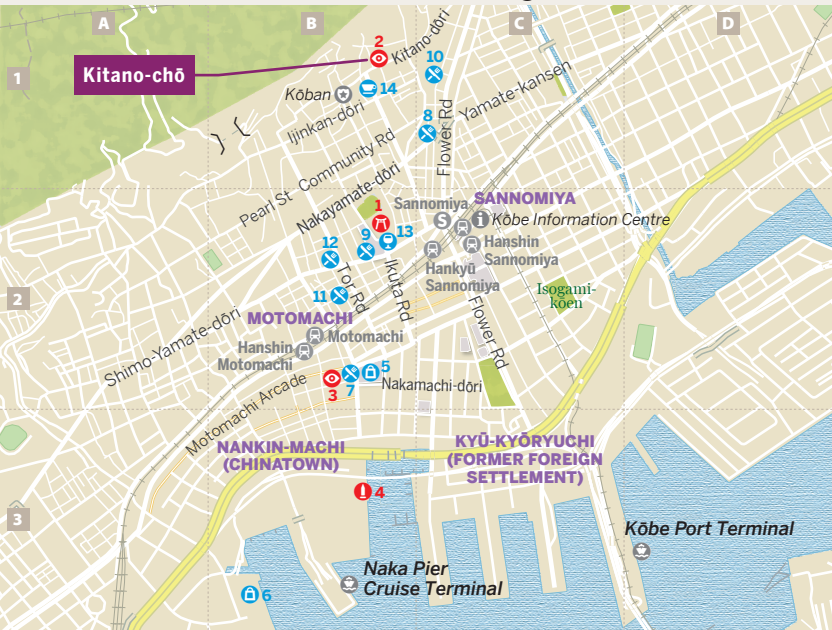 A
B
C
D
1
2
3
Kitano-chō
2
Kitano-dōri
10
14
Kōban
Ijinkan-dōri
8
Flower Rd
Yamate-kansen
Pearl St
Community Rd
Nakayamate-dōri
1
13
9
12
11
Tor Rd
Ikuta Rd
Sannomiya
SANNOMIYA
S
i
Kōbe Information Centre
Hanshin
Sannomiya
Hankyū
Sannomiya
Isogami-
kōen
Flower Rd
Shimo-Yamate-dōri
MOTOMACHI
Motomachi
Hanshin
Motomachi
5
3
7
Nakamachi-dōri
Motomachi Arcade
NANKIN-MACHI
(CHINATOWN)
KYŪ-KYŌRYUCHI
(FORMER FOREIGN
SETTLEMENT)
4
Kōbe Port Terminal
Naka Pier
Cruise Terminal
6